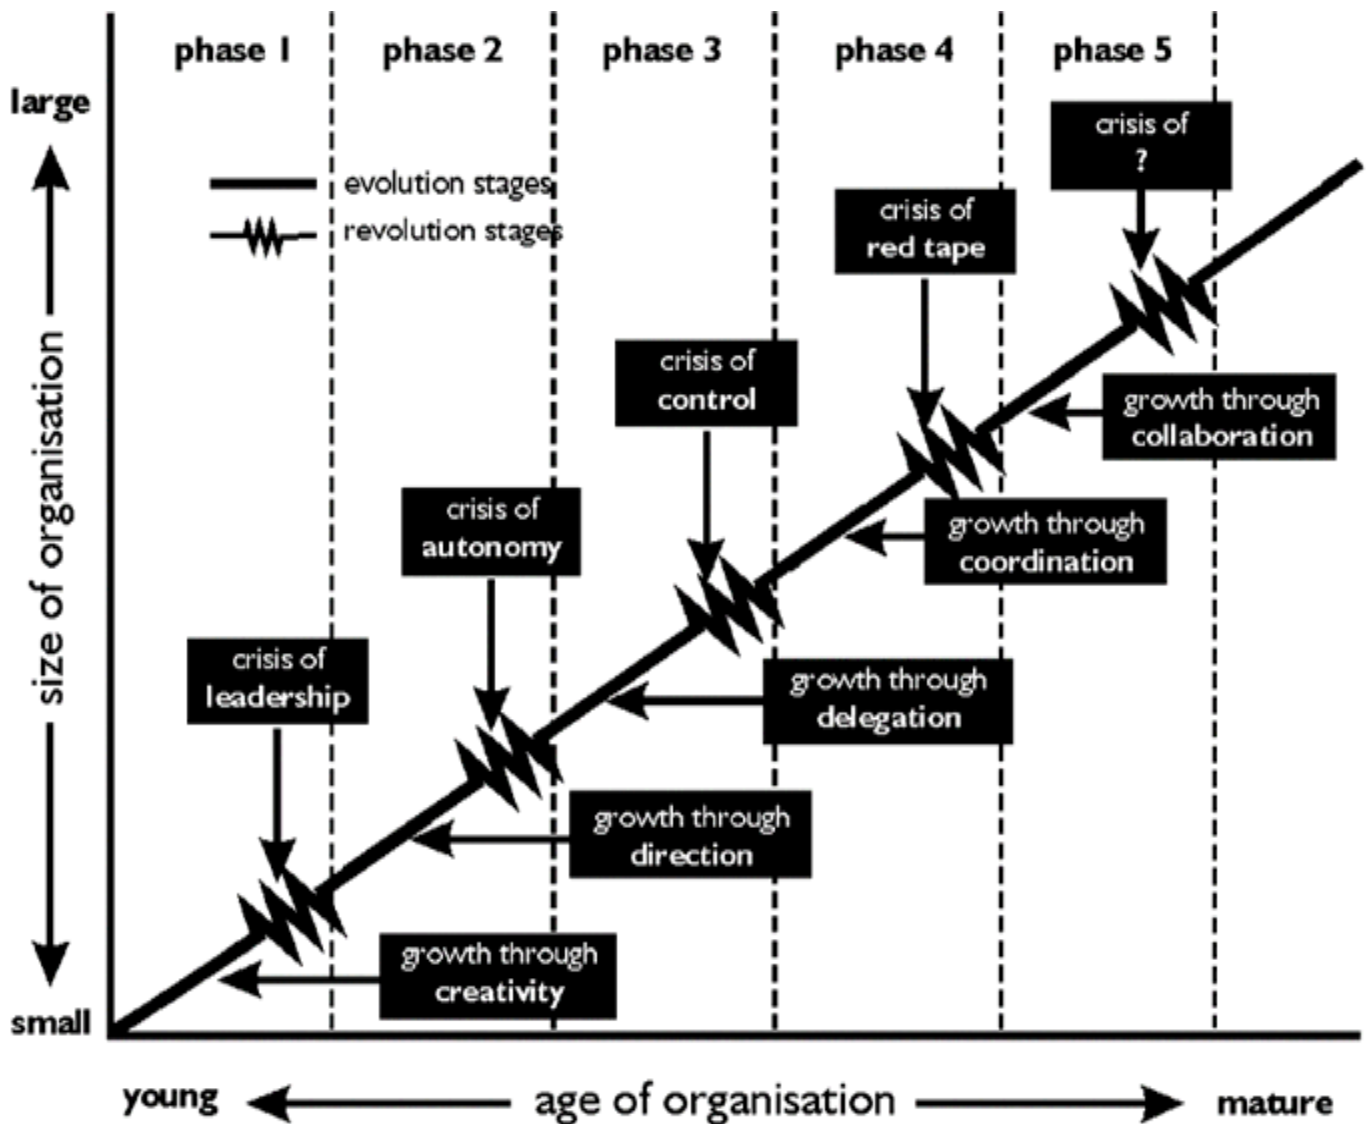 phase 1
phase 2
phase 3
phase 4
phase 5
large
size of organisation
small
evolution stages
revolution stages
crisis of
?
crisis of
red tape
crisis of
control
growth through
collaboration
crisis of
autonomy
growth through
coordination
crisis of
leadership
growth through
delegation
growth through
direction
growth through
creativity
young
age of organisation
mature